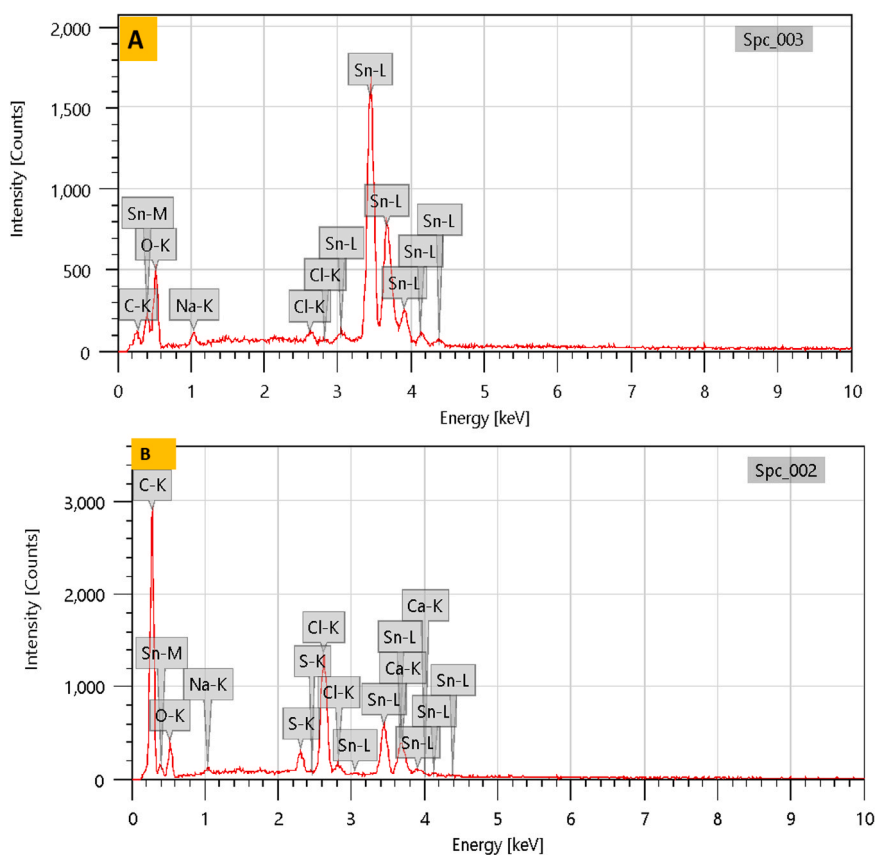 A
Spc_003
2,000
1,500
1,000
500
0
Intensity [Counts]
Sn-L
Sn-M
O-K
C-K
Na-K
Cl-K
Cl-K
Sn-L
Sn-L
Sn-L
Sn-L
Sn-L
0 1 2 3 4 5 6 7 8 9 10
Energy [keV]
B
Spc_002
3,000
2,000
1,000
0
Intensity [Counts]
C-K
Sn-M
O-K
Na-K
S-K
S-K
Cl-K
Cl-K
Sn-L
Sn-L
Sn-L
Ca-K
Ca-K
Sn-L
Sn-L
Sn-L
0 1 2 3 4 5 6 7 8 9 10
Energy [keV]